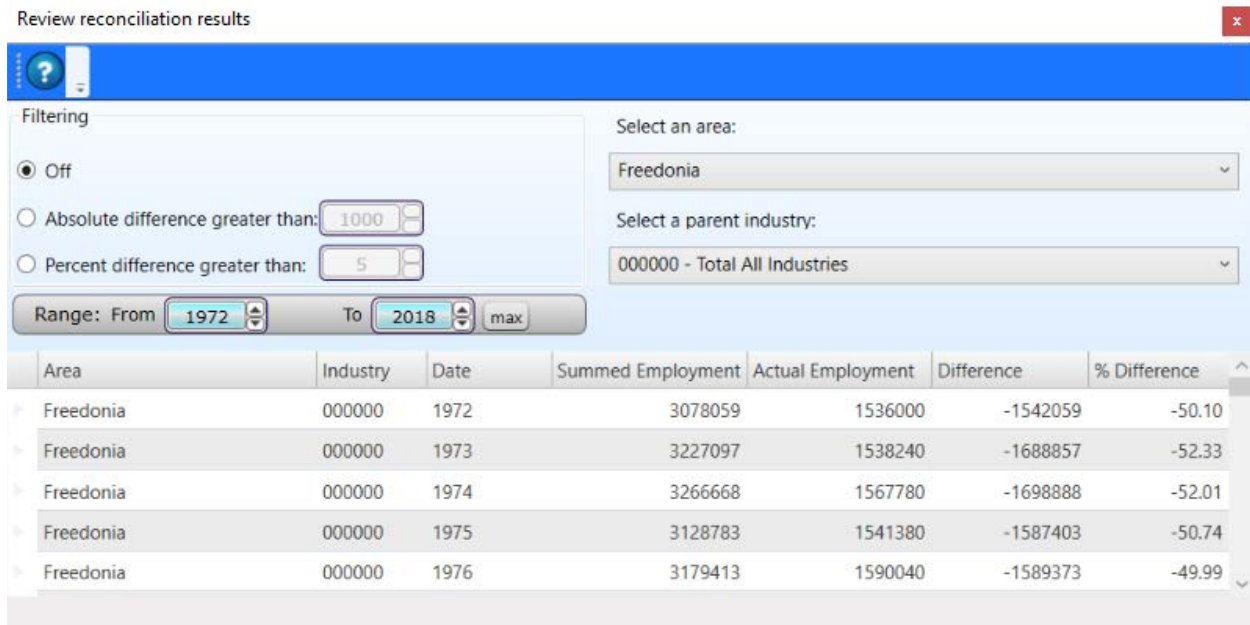 Review reconciliation results
x
?
Filtering
Off
Absolute difference greater than: 1000
Percent difference greater than: 5
Select an area:
Freedonia
Select a parent industry:
000000 - Total All Industries
Range: From 1972 To 2018 max
Area Industry Date Summed Employment Actual Employment Difference % Difference
Freedonia 000000 1972 3078059 1536000 -1542059 -50.10
Freedonia 000000 1973 3227097 1538240 -1688857 -52.33
Freedonia 000000 1974 3266668 1567780 -1698888 -52.01
Freedonia 000000 1975 3128783 1541380 -1587403 -50.74
Freedonia 000000 1976 3179413 1590040 -1589373 -49.99